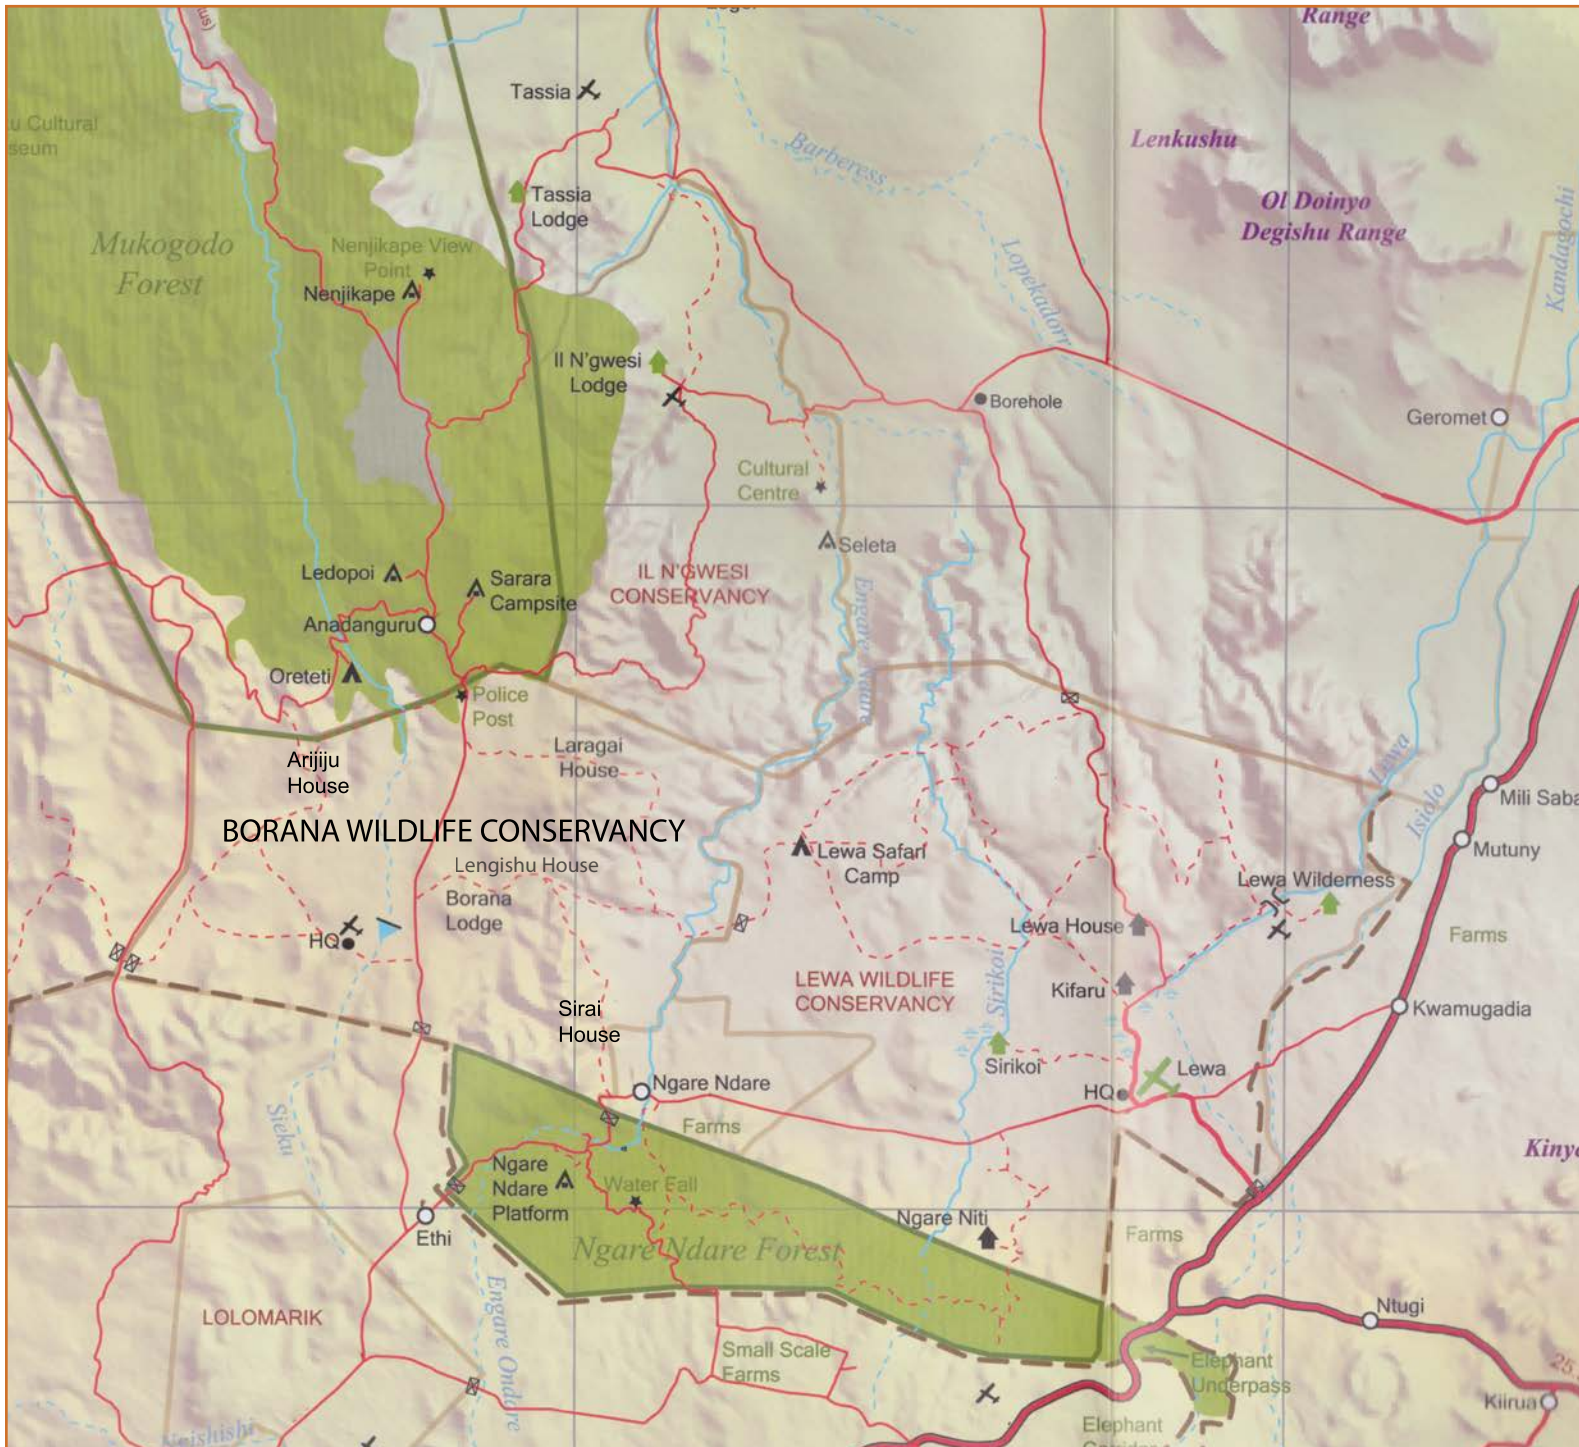 Range
Tassia
u Cultural
seum
Lenkushu
Barberess
Tassia
Lodge
Ol Doinyo
Degishu Range
Kandagochi
Mukogodo
Forest
Nenjikape View
Point
Nenjikape
Lopekadorr
Il N'gwesi
Lodge
Borehole
Geromet
Cultural
Centre
Seleta
Ledopoi
Sarara
Campsite
IL N'GWESI
CONSERVANCY
Anadanguru
Engare Ndare
Oreteti
Police
Post
Arijiju
House
Laragai
House
Lewa
Isiolo
Mili Saba
BORANA WILDLIFE CONSERVANCY
Mutuny
Lengishu House
Lewa Safari
Camp
Lewa Wilderness
Borana
Lodge
Lewa House
HQ
Farms
LEWA WILDLIFE
CONSERVANCY
Sirikoi
Kifaru
Sirai
House
Kwamugadia
Sirikoi
Lewa
Ngare Ndare
HQ
Farms
Sieku
Kinya
Ngare
Ndare
Platform
Water Fall
Ngare Niti
Ethi
Farms
Ngare Ndare Forest
LOLOMARIK
Engare Ondare
Ntugi
Small Scale
Farms
Elephant
Underpass
25
Kiirua
Elephant
Ngishishi